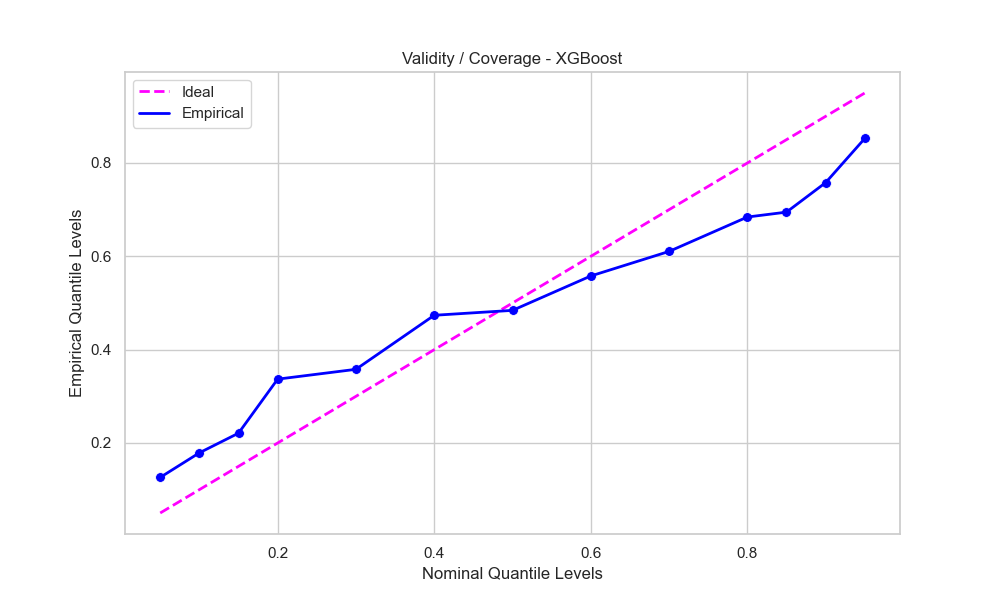 Validity / Coverage - XGBoost
Ideal
Empirical
Empirical Quantile Levels
0.8
0.6
0.4
0.2
0.2 0.4 0.6 0.8
Nominal Quantile Levels